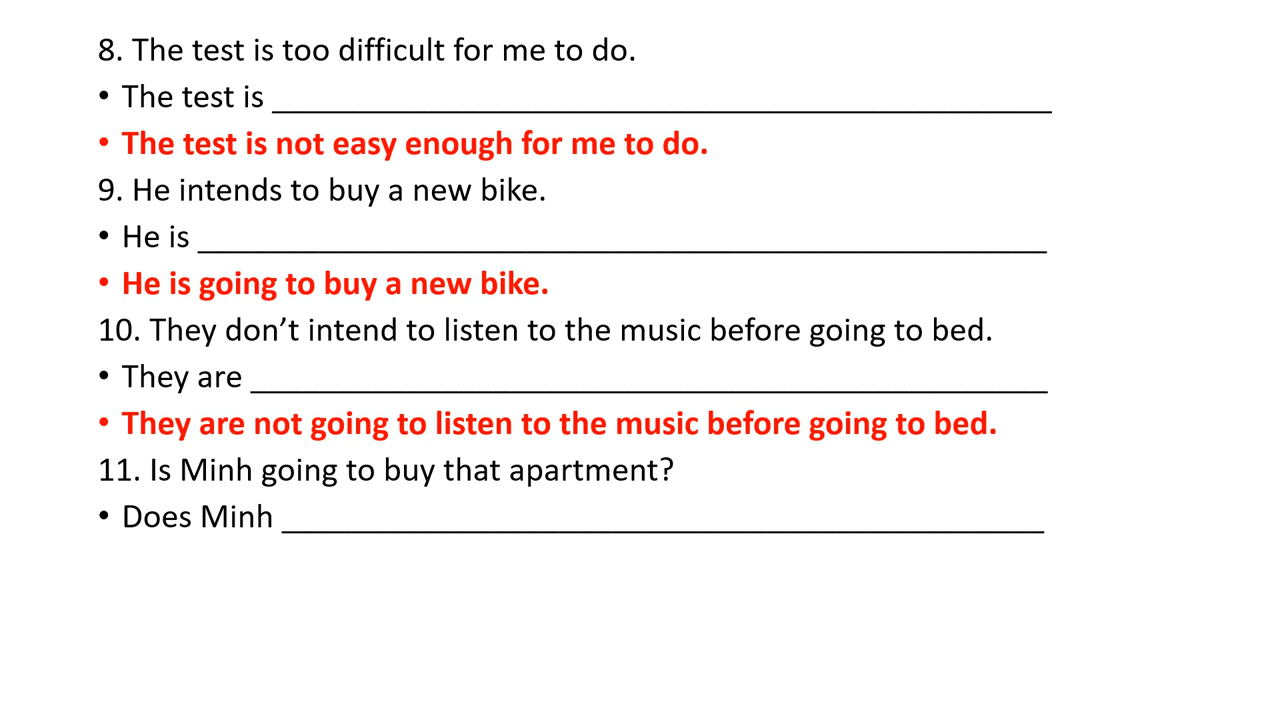 8. The test is too difficult for me to do.
• The test is ______________________________________________
• The test is not easy enough for me to do.
9. He intends to buy a new bike.
• He is __________________________________________________
• He is going to buy a new bike.
10. They don’t intend to listen to the music before going to bed.
• They are _______________________________________________
• They are not going to listen to the music before going to bed.
11. Is Minh going to buy that apartment?
• Does Minh _____________________________________________